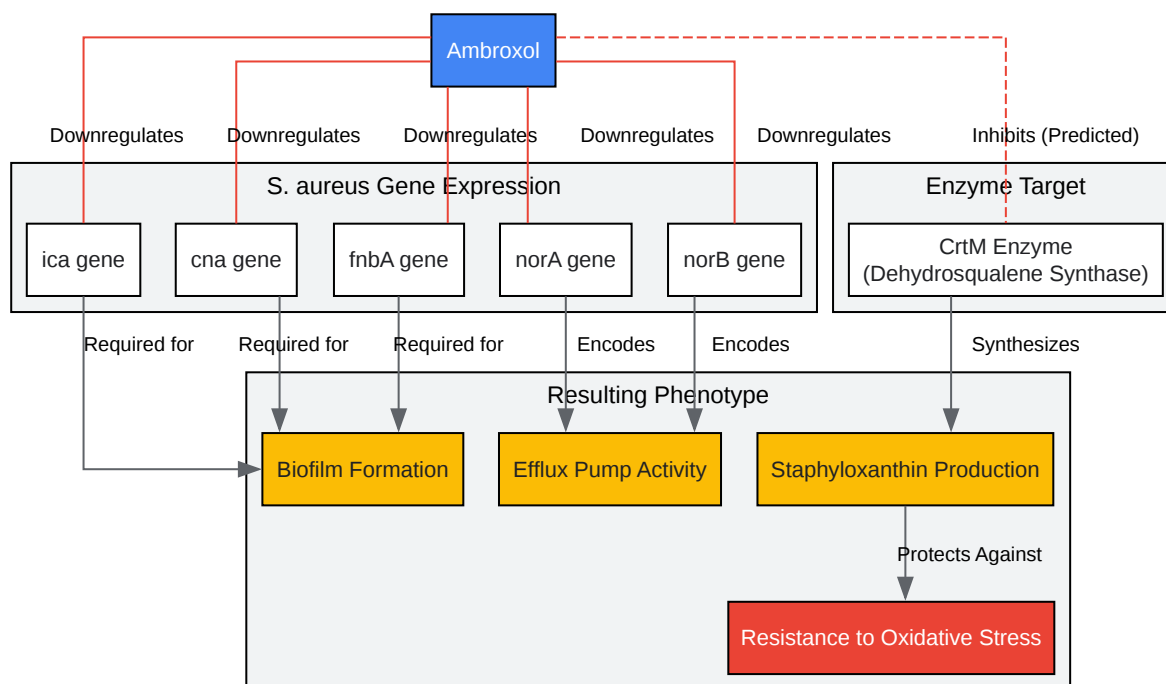 Ambroxol
Downregulates
Downregulates
Downregulates
Downregulates
Downregulates
Inhibits (Predicted)
S. aureus Gene Expression
Enzyme Target
ica gene
cna gene
fnbA gene
norA gene
norB gene
CrtM Enzyme
(Dehydrosqualene Synthase)
Required for
Required for
Required for
Encodes
Encodes
Synthesizes
Resulting Phenotype
Biofilm Formation
Efflux Pump Activity
Staphyloxanthin Production
Protects Against
Resistance to Oxidative Stress